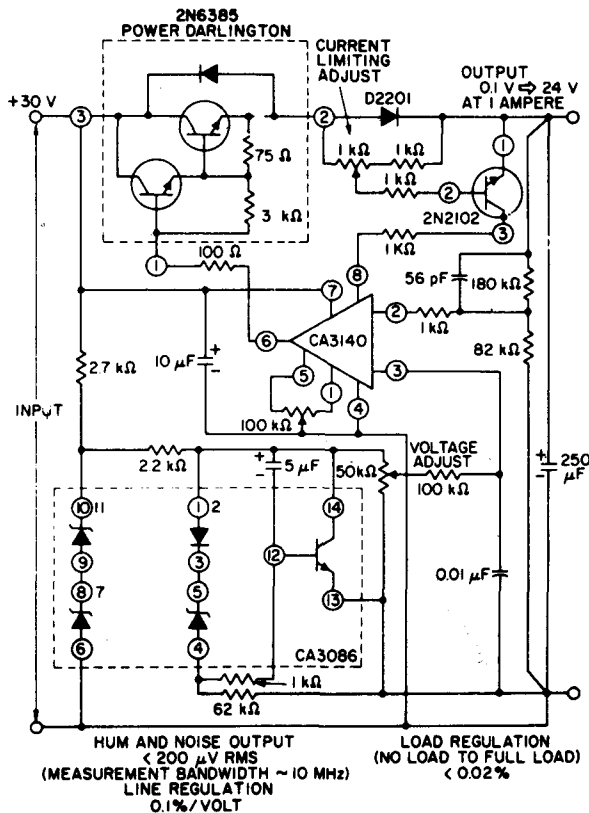 2N6385
POWER DARLINGTON
CURRENT
LIMITING
ADJUST
OUTPUT
0.1 V ⇨ 24 V
AT 1 AMPERE
+30 V
3
2
D2201
1
75 Ω
1 kΩ
1 kΩ
1 kΩ
2
2N2102
3 kΩ
3
1
100 Ω
1 KΩ
8
56 pF
180 kΩ
7
2
1 kΩ
6
CA3140
2.7 kΩ
10 μF
+
-
5
3
82 kΩ
1
4
INPUT
100 kΩ
VOLTAGE
ADJUST
2.2 kΩ
+
-
5 μF
50 kΩ
100 kΩ
+
-
250
μF
10
11
1
2
14
9
3
12
0.01 μF
8
7
5
13
6
4
CA3086
1 kΩ
62 kΩ
HUM AND NOISE OUTPUT
< 200 μV RMS
(MEASUREMENT BANDWIDTH ~ 10 MHz)
LINE REGULATION
0.1%/VOLT
LOAD REGULATION
(NO LOAD TO FULL LOAD)
< 0.02%